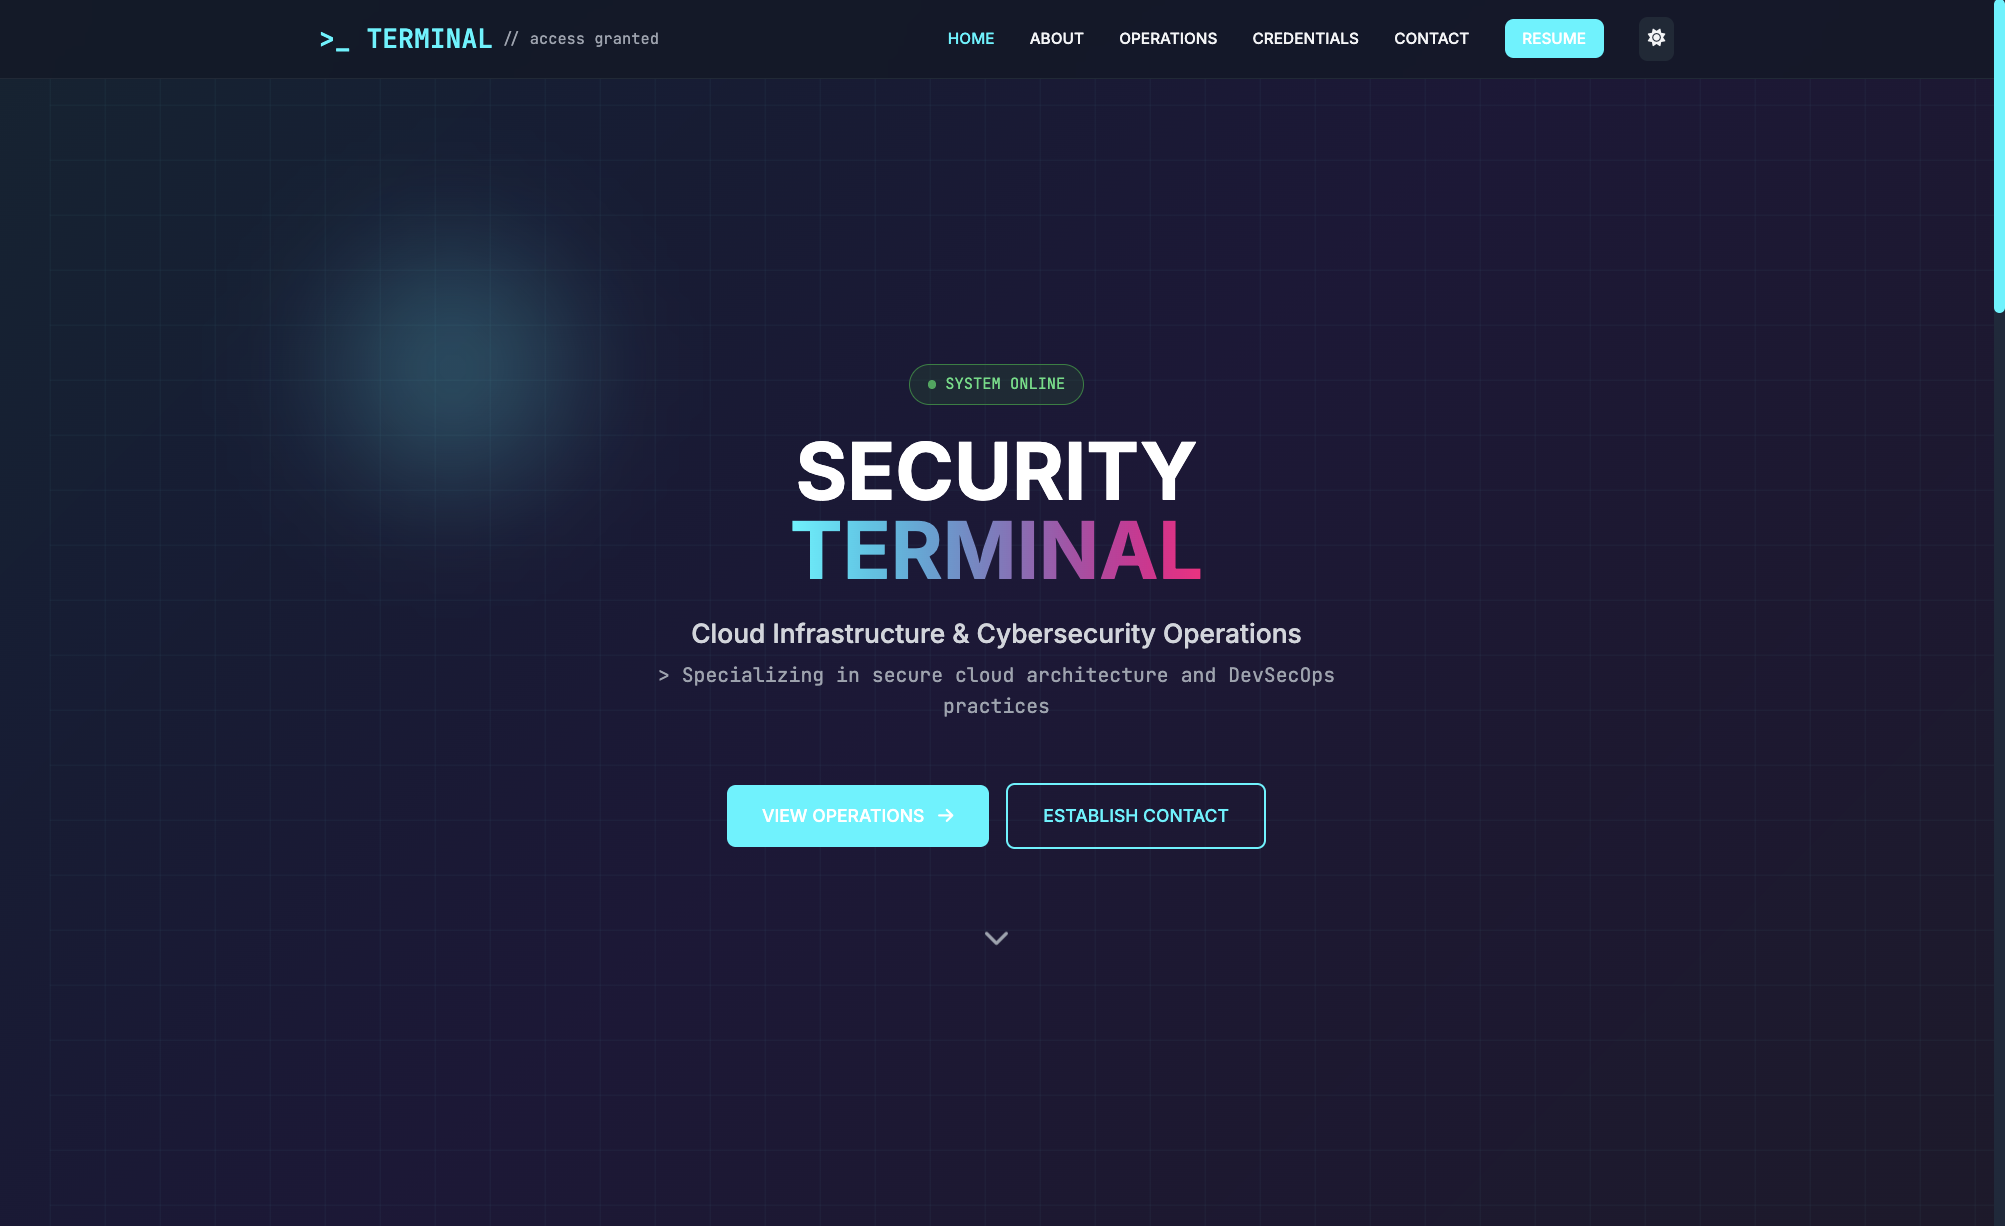 >_ TERMINAL // access granted
HOME ABOUT OPERATIONS CREDENTIALS CONTACT RESUME
SYSTEM ONLINE
SECURITY
TERMINAL
Cloud Infrastructure & Cybersecurity Operations
> Specializing in secure cloud architecture and DevSecOps
practices
VIEW OPERATIONS →
ESTABLISH CONTACT